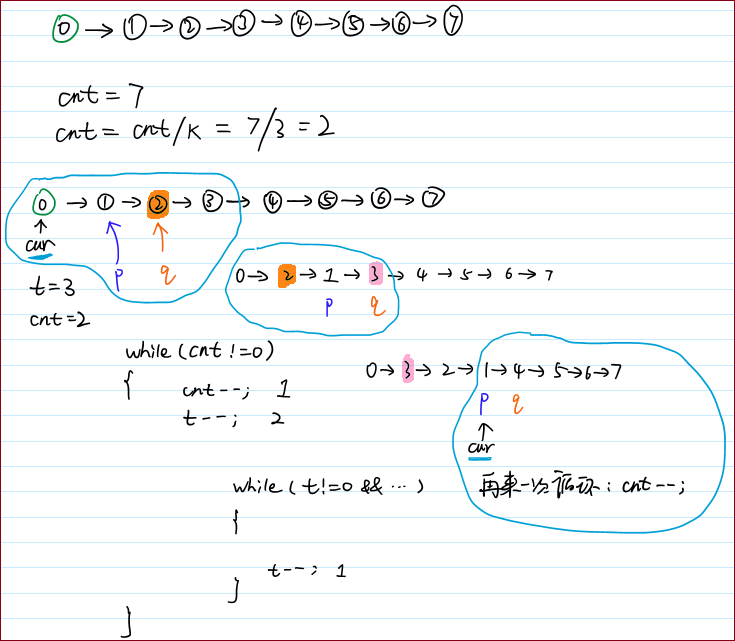 0 → 1 → 2 → 3 → 4 → 5 → 6 → 7
cnt = 7
cnt = cnt/K = 7/3 = 2
0 → 1 → 2 → 3 → 4 → 5 → 6 → 7
cur
p q
t=3
cnt=2
0 → 2 → 1 → 3 → 4 → 5 → 6 → 7
p q
while(cnt !=0)
{ cnt--; 1
t--; 2
0 → 3 → 2 → 1 → 4 → 5 → 6 → 7
p q
cur
再来一次循环: cnt--;
while(t!=0 && ...)
{
t--; 1
}
}